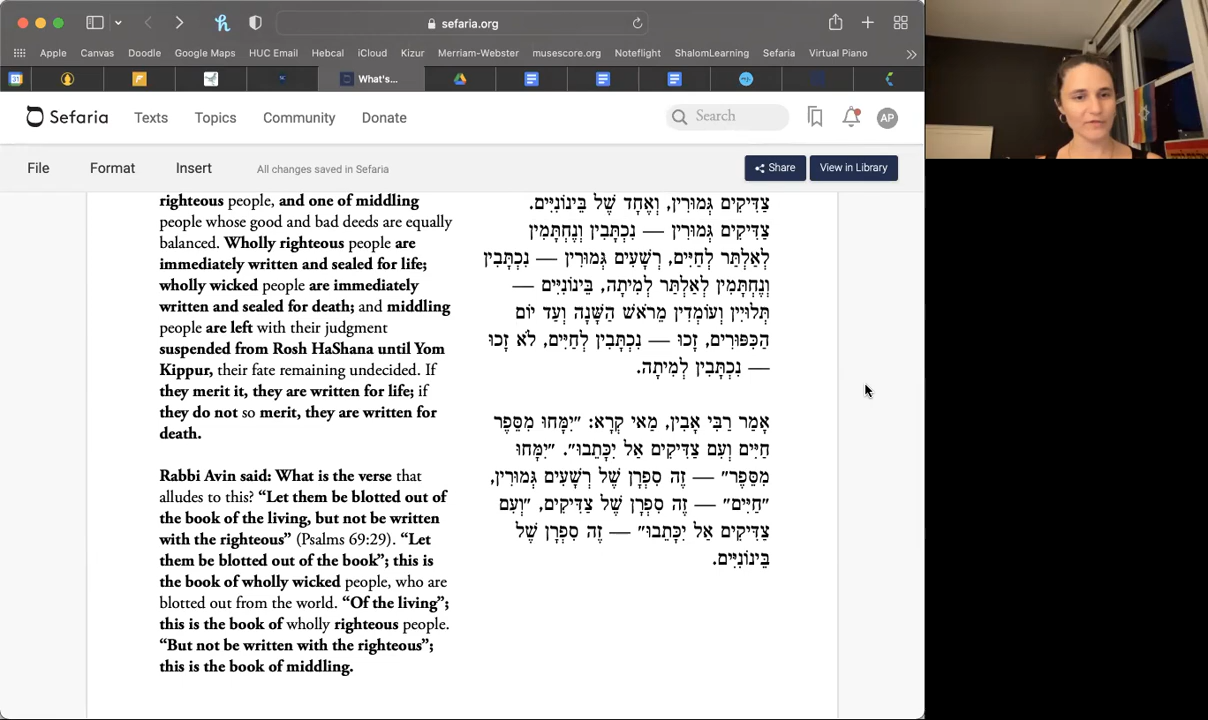 sefaria.org
Apple Canvas Doodle Google Maps HUC Email Hebcal iCloud Kizur Merriam-Webster musescore.org Noteflight ShalomLearning Sefaria Virtual Piano
What's...
Sefaria Texts Topics Community Donate Search AP
File Format Insert All changes saved in Sefaria Share View in Library
righteous people, and one of middling
people whose good and bad deeds are equally
balanced. Wholly righteous people are
immediately written and sealed for life;
wholly wicked people are immediately
written and sealed for death; and middling
people are left with their judgment
suspended from Rosh HaShana until Yom
Kippur, their fate remaining undecided. If
they merit it, they are written for life; if
they do not so merit, they are written for
death.
Rabbi Avin said: What is the verse that
alludes to this? “Let them be blotted out of
the book of the living, but not be written
with the righteous” (Psalms 69:29). “Let
them be blotted out of the book”; this is
the book of wholly wicked people, who are
blotted out from the world. “Of the living”;
this is the book of wholly righteous people.
“But not be written with the righteous”;
this is the book of middling.
צַדִּיקִים גְּמוּרִין, וְאֶחָד שֶׁל בֵּינוֹנִיִּים.
צַדִּיקִים גְּמוּרִין — נִכְתָּבִין וְנֶחְתָּמִין
לְאַלְתַּר לְחַיִּים, רְשָׁעִים גְּמוּרִין — נִכְתָּבִין
וְנֶחְתָּמִין לְאַלְתַּר לְמִיתָה, בֵּינוֹנִיִּים —
תְּלוּיִין וְעוֹמְדִין מֵרֹאשׁ הַשָּׁנָה וְעַד יוֹם
הַכִּפּוּרִים, זָכוּ — נִכְתָּבִין לְחַיִּים, לֹא זָכוּ
— נִכְתָּבִין לְמִיתָה.
אָמַר רַבִּי אָבִין, מַאי קְרָא: ״יִמָּחוּ מִסֵּפֶר
חַיִּים וְעִם צַדִּיקִים אַל יִכָּתֵבוּ״. ״יִמָּחוּ
מִסֵּפֶר״ — זֶה סִפְרָן שֶׁל רְשָׁעִים גְּמוּרִין,
״חַיִּים״ — זֶה סִפְרָן שֶׁל צַדִּיקִים, ״וְעִם
צַדִּיקִים אַל יִכָּתֵבוּ״ — זֶה סִפְרָן שֶׁל
בֵּינוֹנִיִּים.